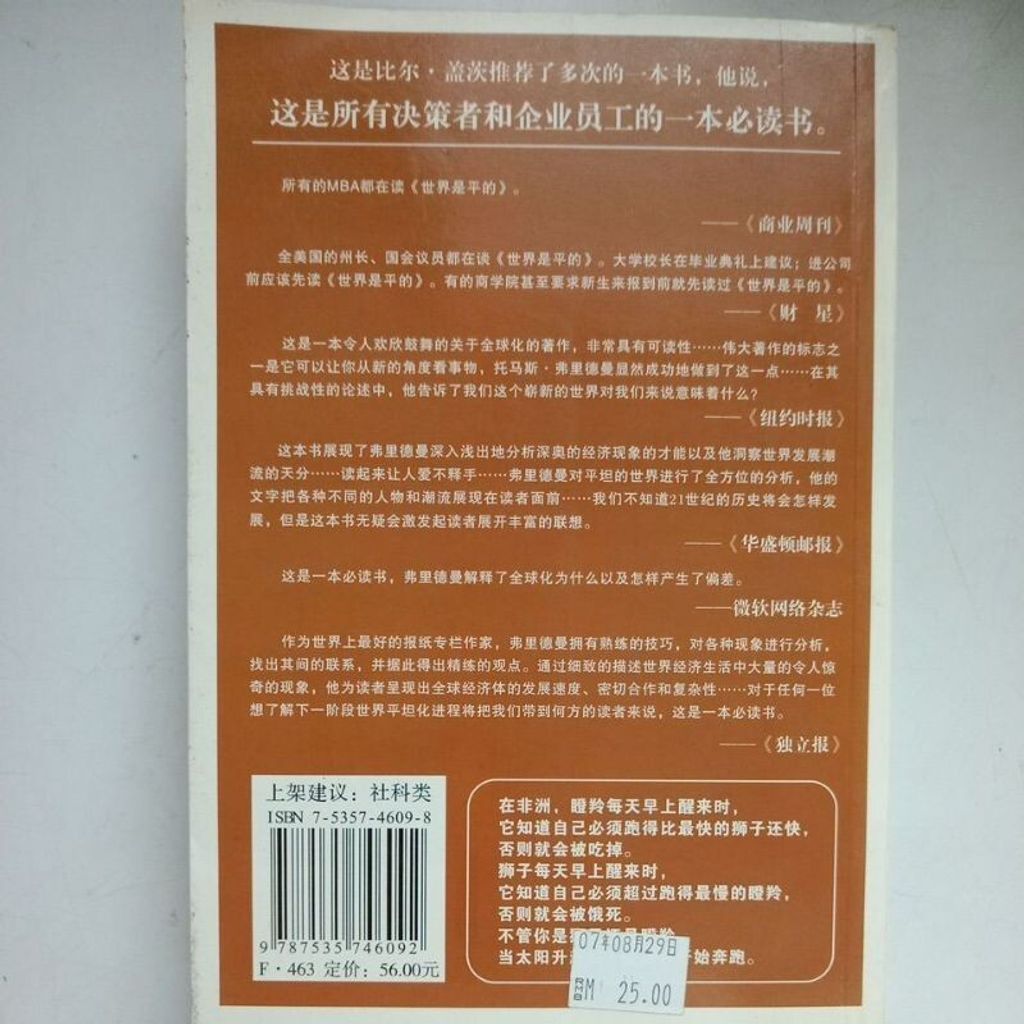 这是比尔·盖茨推荐了多次的一本书，他说，
这是所有决策者和企业员工的一本必读书。
所有的MBA都在读《世界是平的》。
——《商业周刊》
全美国的州长、国会议员都在谈《世界是平的》。大学校长在毕业典礼上建议；进公司
前应该先读《世界是平的》。有的商学院甚至要求新生来报到前就先读过《世界是平的》。
——《财 星》
这是一本令人欢欣鼓舞的关于全球化的著作，非常具有可读性……伟大著作的标志之
一是它可以让你从新的角度看事物，托马斯·弗里德曼显然成功地做到了这一点……在其
具有挑战性的论述中，他告诉了我们这个崭新的世界对我们来说意味着什么？
——《纽约时报》
这本书展现了弗里德曼深入浅出地分析深奥的经济现象的才能以及他洞察世界发展潮
流的天分……读起来让人爱不释手……弗里德曼对平坦的世界进行了全方位的分析，他的
文字把各种不同的人物和潮流展现在读者面前……我们不知道21世纪的历史将会怎样发
展，但是这本书无疑会激发起读者展开丰富的联想。
——《华盛顿邮报》
这是一本必读书，弗里德曼解释了全球化为什么以及怎样产生了偏差。
——微软网络杂志
作为世界上最好的报纸专栏作家，弗里德曼拥有熟练的技巧，对各种现象进行分析，
找出其间的联系，并据此得出精练的观点。通过细致的描述世界经济生活中大量的令人惊
奇的现象，他为读者呈现出全球经济体的发展速度、密切合作和复杂性……对于任何一位
想了解下一阶段世界平坦化进程将把我们带到何方的读者来说，这是一本必读书。
——《独立报》
上架建议：社科类
ISBN 7-5357-4609-8
9 787535 746092
F·463 定价：56.00元
在非洲，瞪羚每天早上醒来时，
它知道自己必须跑得比最快的狮子还快，
否则就会被吃掉。
狮子每天早上醒来时，
它知道自己必须超过跑得最慢的瞪羚，
否则就会被饿死。
不管你是
当太阳升 始奔跑。
07年08月29日
RMB M 25.00